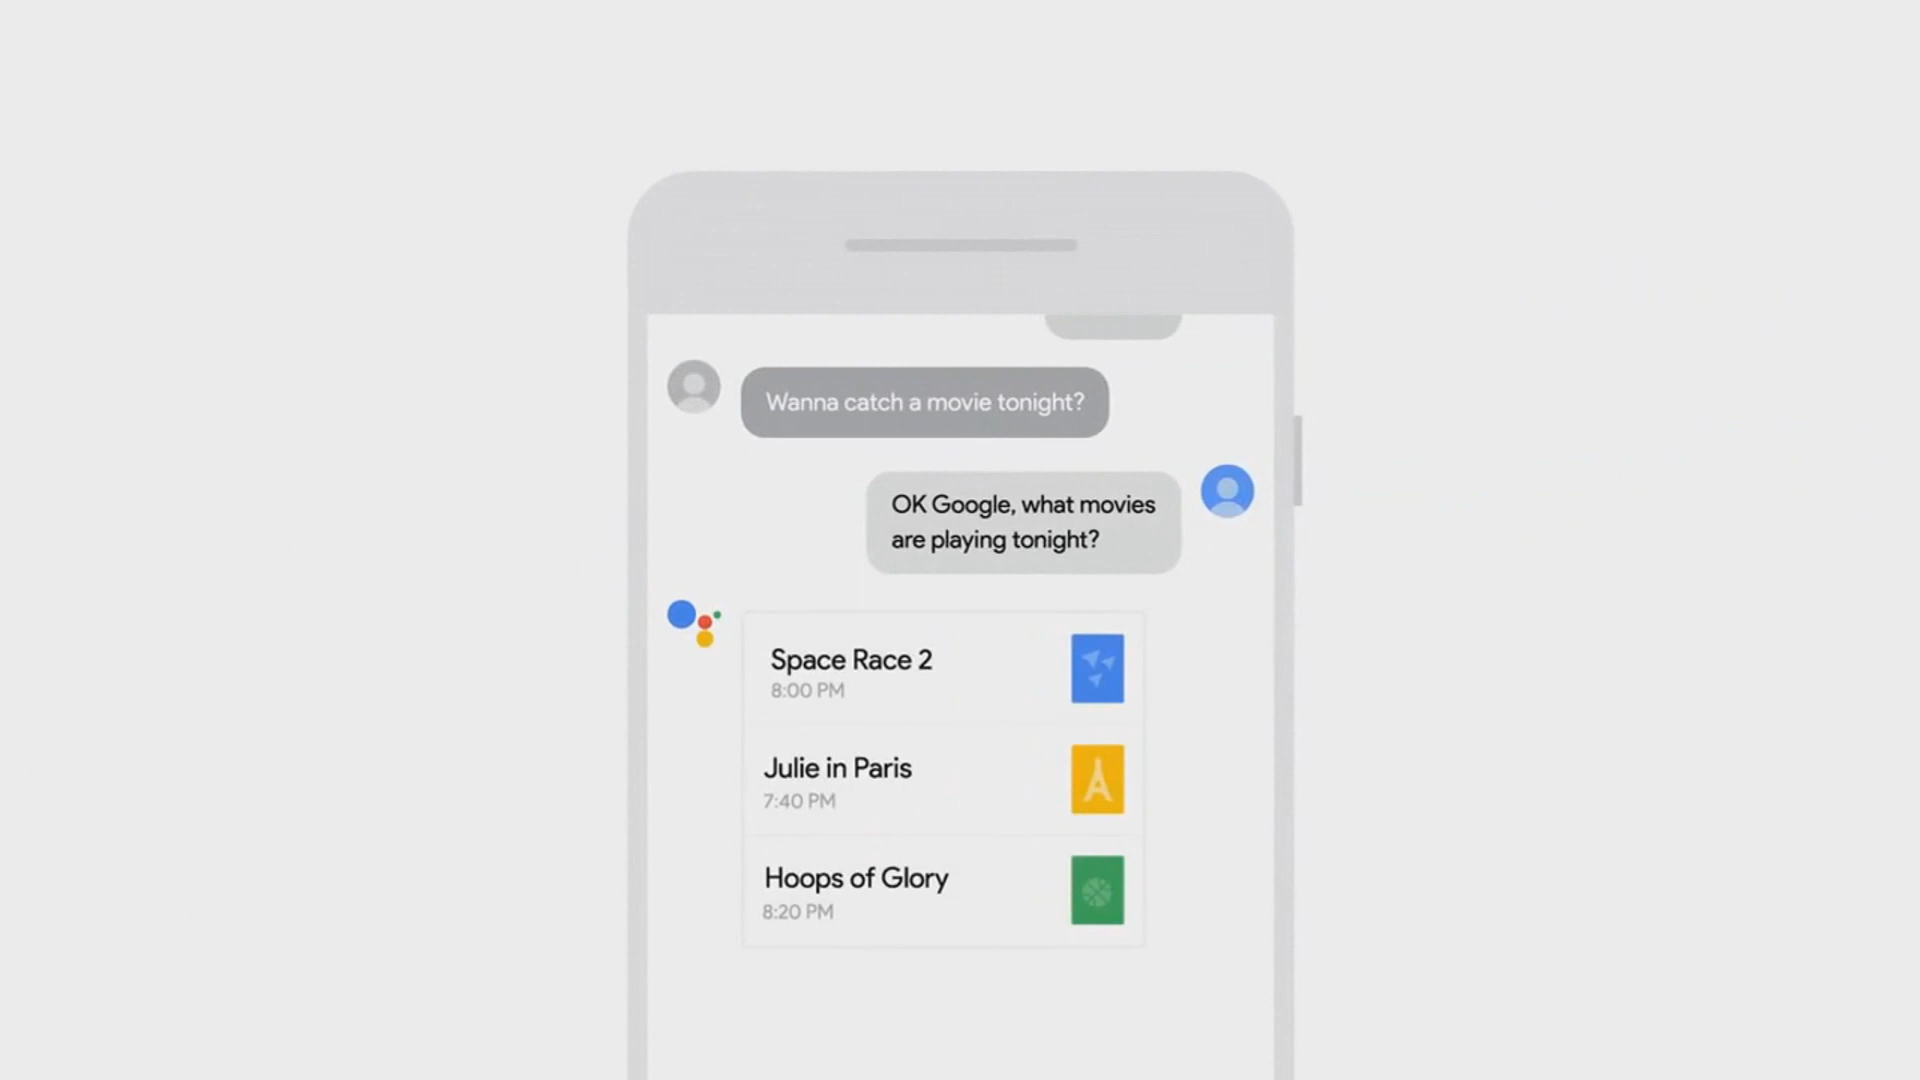 Wanna catch a movie tonight?
OK Google, what movies
are playing tonight?
Space Race 2
8:00 PM
Julie in Paris
7:40 PM
Hoops of Glory
8:20 PM